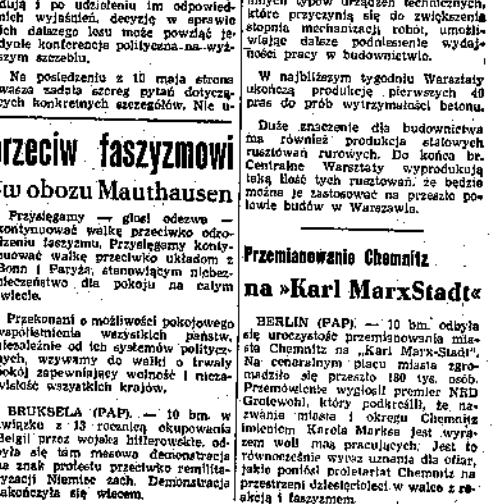 dują i po udzieleniu im odpowied-
nich wyjaśnień, decyzję w sprawie
ich dalszego losu może powziąć je-
dynie konferencja polityczna na wyż-
szym szczeblu.
Na posiedzeniu z 10 maja strona
wasza zadała szereg pytań dotyczą-
cych konkretnych szczegółów. Nie u-
przeciw faszyzmowi
w obozu Mauthausen
Przysięgamy — głosi odezwa —
kontynuować walkę przeciwko odro-
dzeniu faszyzmu. Przysięgamy konty-
nuować walkę przeciwko układom z
Bonn i Paryża, stanowiącym niebez-
pieczeństwo dla pokoju na całym
świecie.
Przekonani o możliwości pokojowego
współistnienia wszystkich państw,
niezależnie od ich systemów politycz-
nych, wzywamy do walki o trwały
pokój zapewniający wolność i nieza-
wisłość wszystkich krajów.
BRUKSELA (PAP). — 10 bm. w
związku z 13 rocznicą okupowania
Belgii przez wojska hitlerowskie, od-
była się tam masowa demonstracja
na znak protestu przeciwko remilita-
ryzacji Niemiec zach. Demonstracja
zakończyła się wiecem.
innych typów urządzeń technicznych,
które przyczynią się do zwiększenia
stopnia mechanizacji robót, umożli-
wiając dalsze podniesienie wydaj-
ności pracy w budownictwie.
W najbliższym tygodniu Warsztaty
ukończą produkcję pierwszych 40
pras do prób wytrzymałości betonu.
Duże znaczenie dla budownictwa
ma również produkcja stalowych
rusztowań rurowych. Do końca br.
Centralne Warsztaty wyprodukują
taką ilość tych rusztowań, że będzie
można je zastosować na przeszło po-
łowie budów w Warszawie.
Przemianowanie Chemnitz
na »Karl MarxStadt«
BERLIN (PAP). — 10 bm. odbyła
się uroczystość przemianowania mia-
sta Chemnitz na „Karl Marx-Stadt".
Na centralnym placu miasta zgro-
madziło się przeszło 180 tys. osób.
Przemówienie wygłosił premier NRD
Grotewohl, który podkreślił, że na-
zwanie miasta i okręgu Chemnitz
imieniem Karola Marksa jest wyra-
zem woli mas pracujących. Jest to
równocześnie wyraz uznania dla ofiar,
jakie poniósł proletariat Chemnitz na
przestrzeni dziesięcioleci w walce z re-
akcją i faszyzmem.